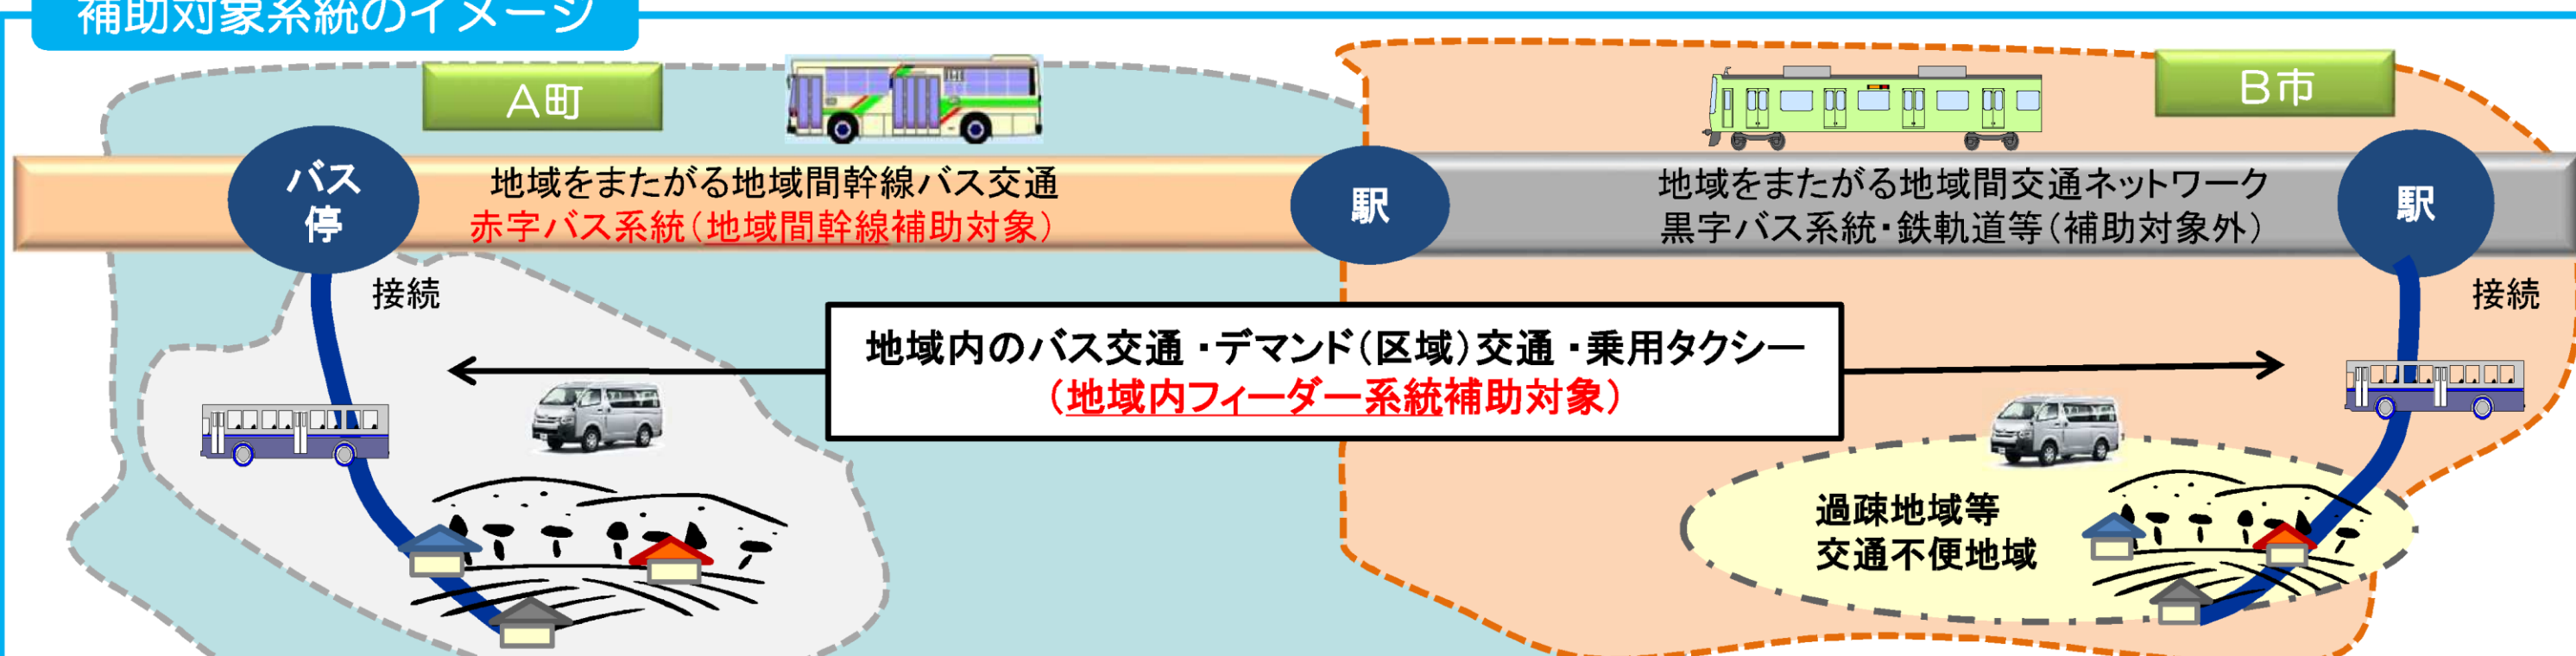 補助対象系統のイメージ
A町
B市
バス
停
地域をまたがる地域間幹線バス交通
赤字バス系統(地域間幹線補助対象)
駅
地域をまたがる地域間交通ネットワーク
黒字バス系統・鉄軌道等(補助対象外)
駅
接続
接続
地域内のバス交通・デマンド(区域)交通・乗用タクシー
(地域内フィーダー系統補助対象)
過疎地域等
交通不便地域